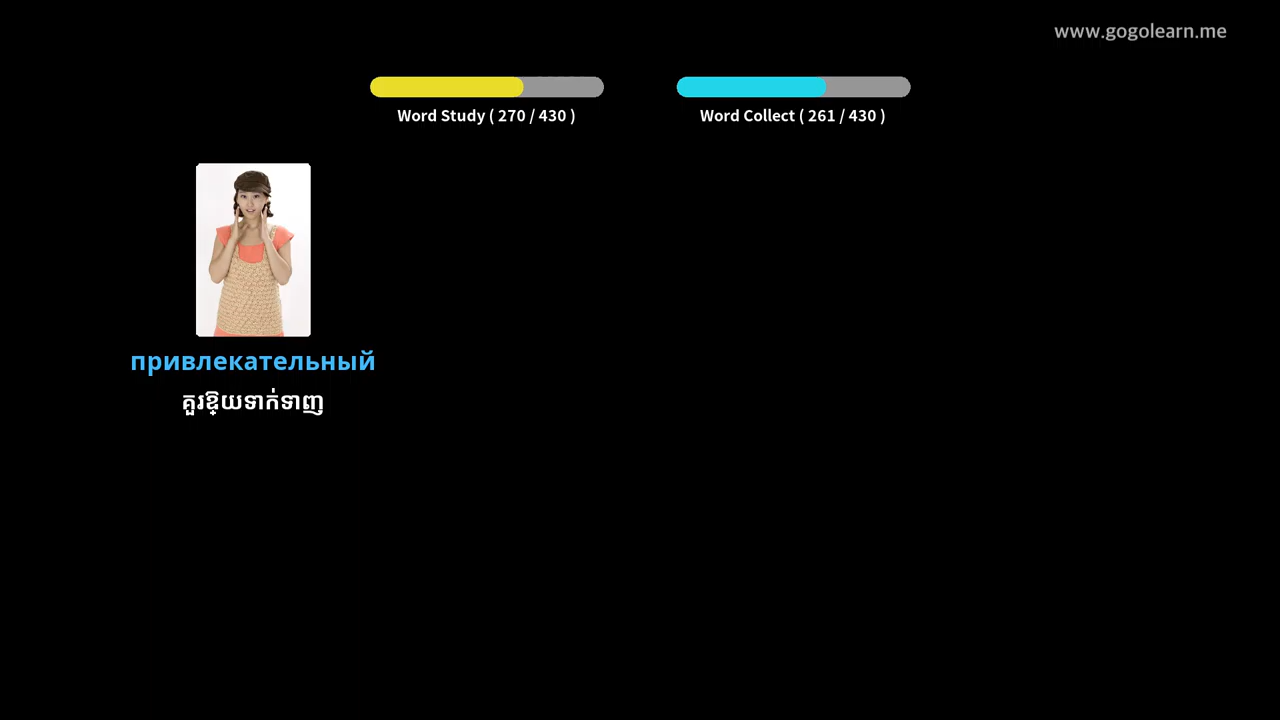 www.gogolearn.me
Word Study ( 270 / 430 )
Word Collect ( 261 / 430 )
привлекательный
គួរឱ្យទាក់ទាញ